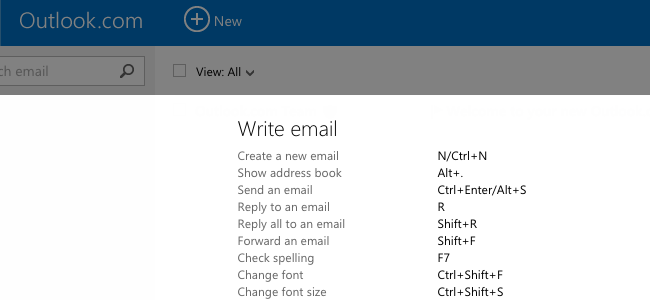 Outlook.com New
ch email View: All
Write email
Create a new email N/Ctrl+N
Show address book Alt+.
Send an email Ctrl+Enter/Alt+S
Reply to an email R
Reply all to an email Shift+R
Forward an email Shift+F
Check spelling F7
Change font Ctrl+Shift+F
Change font size Ctrl+Shift+S